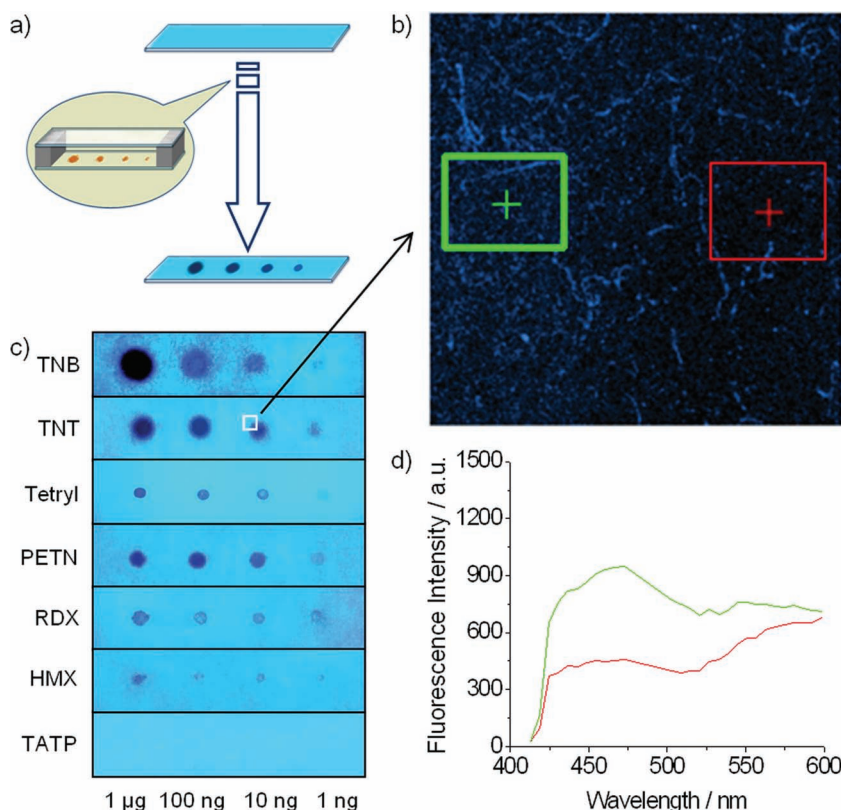 a)
b)
c)
TNB
TNT
Tetryl
PETN
RDX
HMX
TATP
1 µg 100 ng 10 ng 1 ng
d)
Fluorescence Intensity / a.u.
1500
1200
900
600
300
0
400 450 500 550 600
Wavelength / nm